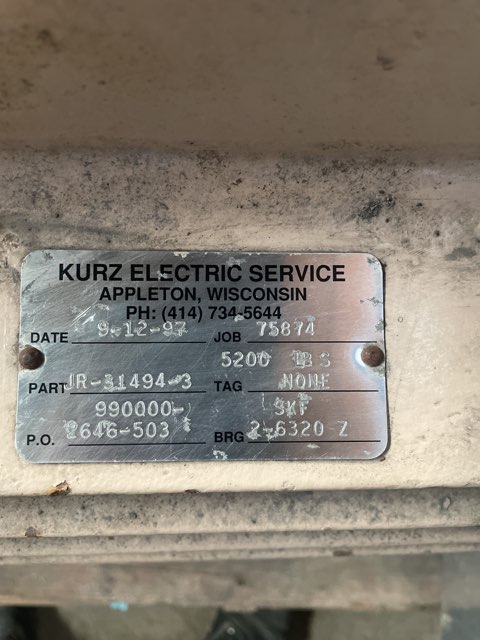 KURZ ELECTRIC SERVICE
APPLETON, WISCONSIN
PH: (414) 734-5644
DATE 9-12-97 JOB 75874
5200 LBS
PART JR-31494-3 TAG NONE
990000- SKF
P.O. 2646-503 BRG 2-6320 Z